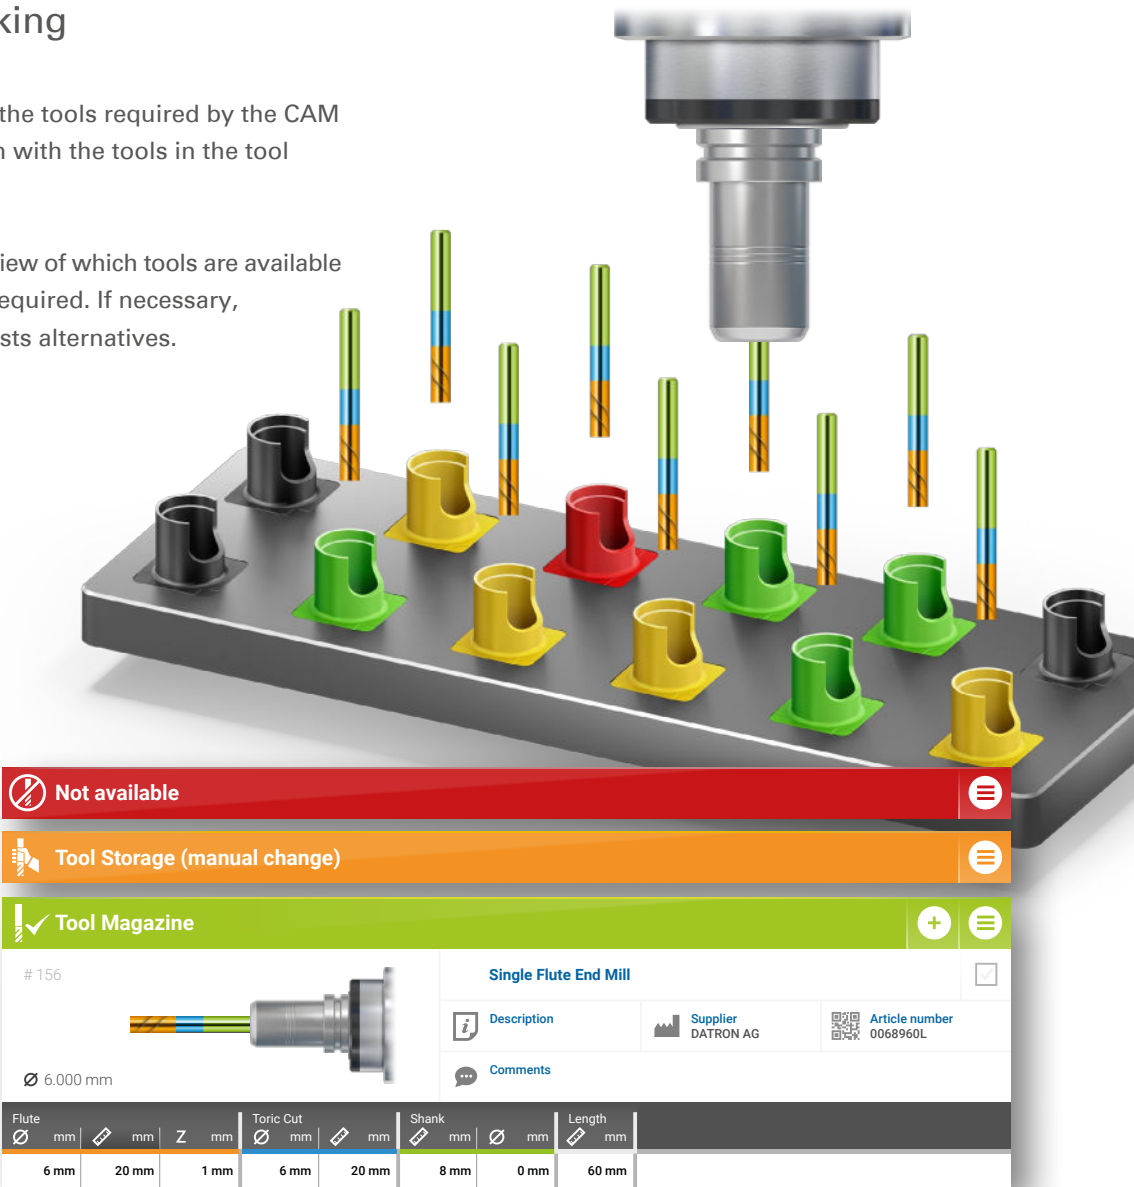 king
the tools required by the CAM
n with the tools in the tool
iew of which tools are available
equired. If necessary,
sts alternatives.
Not available
Tool Storage (manual change)
Tool Magazine
# 156
Single Flute End Mill
Description
Supplier
DATRON AG
Article number
0068960L
Ø 6.000 mm
Comments
Flute
Toric Cut
Shank
Length
Ø mm mm Z mm Ø mm mm mm Ø mm mm
6 mm 20 mm 1 mm 6 mm 20 mm 8 mm 0 mm 60 mm